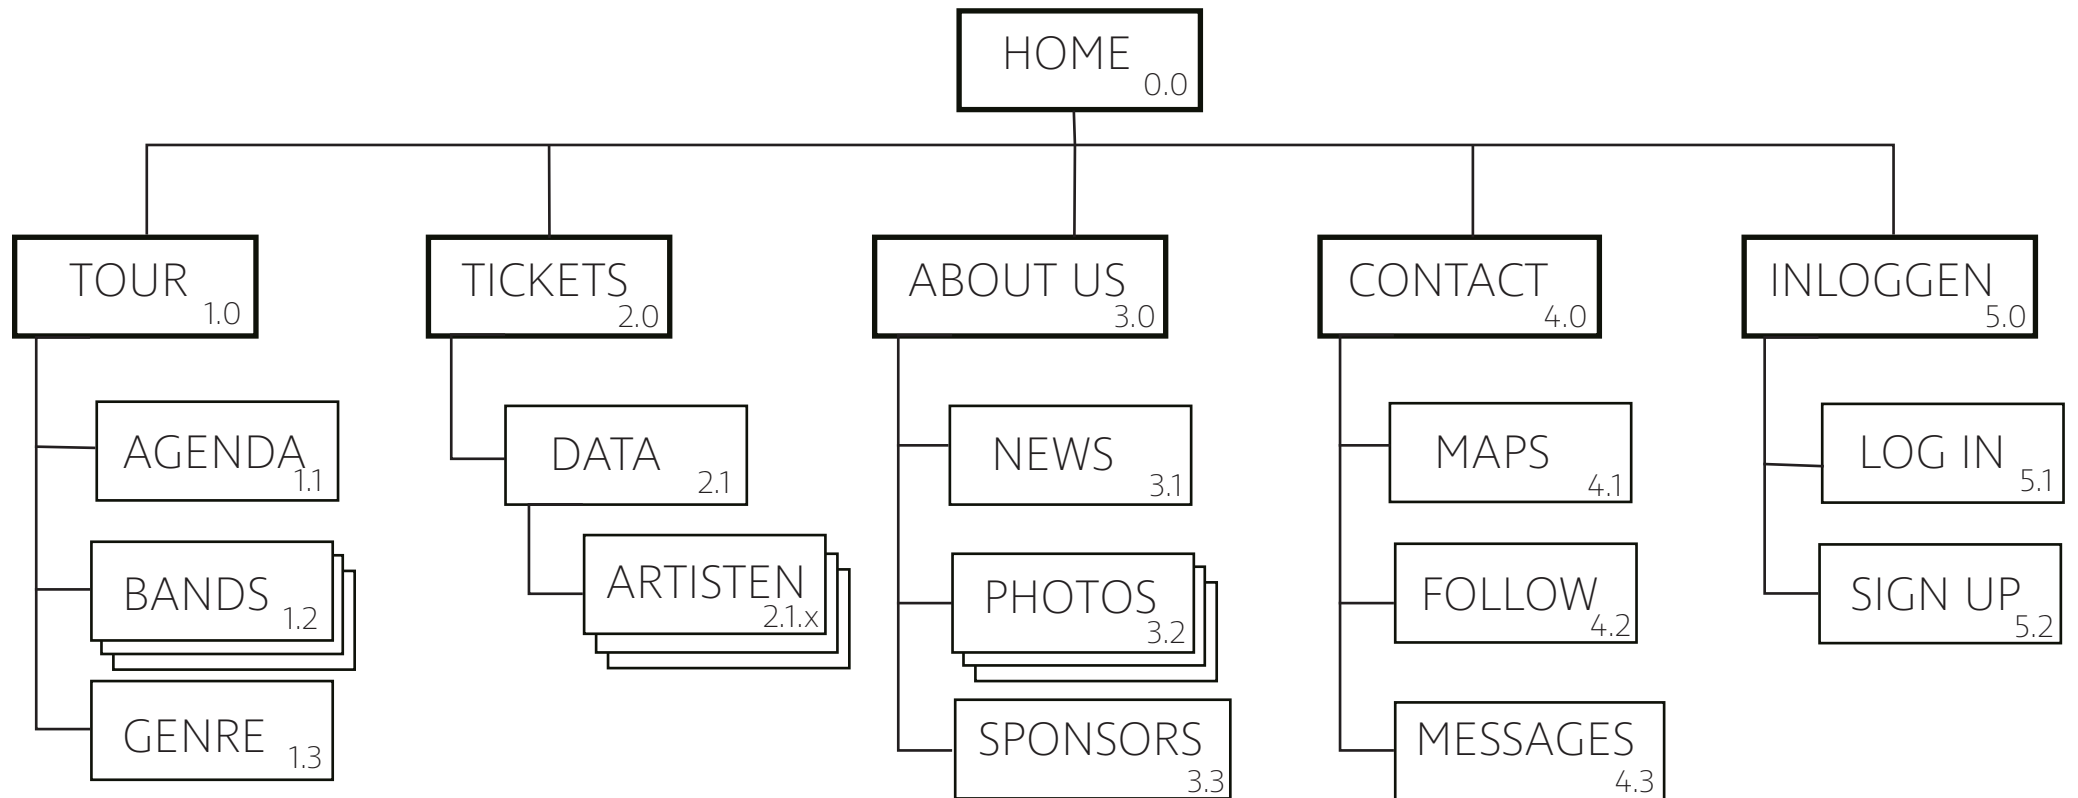 HOME
0.0
TOUR
1.0
AGENDA
1.1
BANDS
1.2
GENRE
1.3
TICKETS
2.0
DATA
2.1
ARTISTEN
2.1.x
ABOUT US
3.0
NEWS
3.1
PHOTOS
3.2
SPONSORS
3.3
CONTACT
4.0
MAPS
4.1
FOLLOW
4.2
MESSAGES
4.3
INLOGGEN
5.0
LOG IN
5.1
SIGN UP
5.2